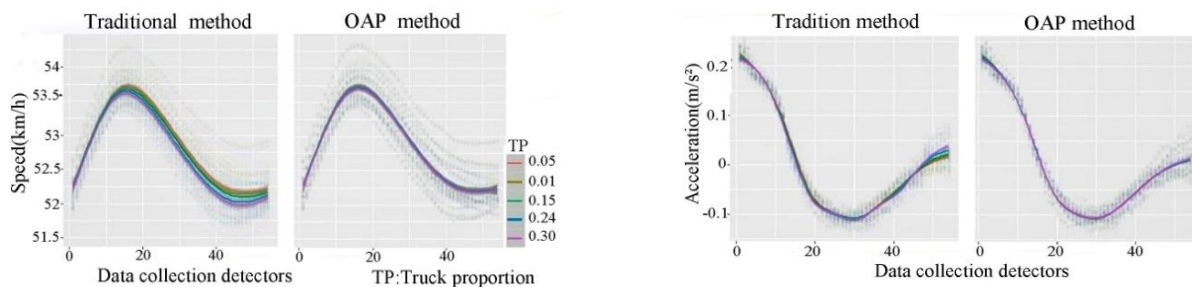 Traditional method
OAP method
Speed(km/h)
54
53.5
53
52.5
52
51.5
0
20
40
0
20
40
TP
0.05
0.01
0.15
0.24
0.30
Data collection detectors
TP:Truck proportion
Tradition method
OAP method
Acceleration(m/s²)
0.2
0.1
0
-0.1
0
20
40
0
20
40
Data collection detectors